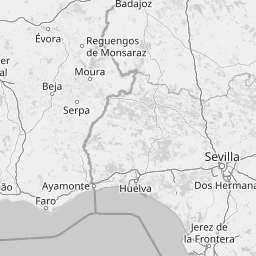 Badajoz
Évora
Reguengos
de Monsaraz
Moura
Beja
Serpa
Sevilla
Ayamonte
Huelva
Dos Herman
Faro
Jerez de
la Frontera